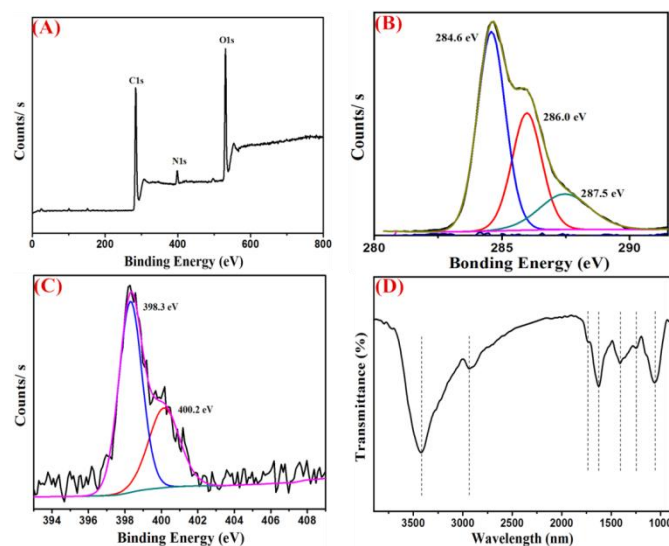 (A)
O1s
C1s
N1s
Counts/ s
0 200 400 600 800
Binding Energy (eV)
(B)
284.6 eV
286.0 eV
287.5 eV
Counts/ s
280 285 290
Bonding Energy (eV)
(C)
398.3 eV
400.2 eV
Counts/ s
394 396 398 400 402 404 406 408
Binding Energy (eV)
(D)
Transmittance (%)
3500 3000 2500 2000 1500 1000
Wavelength (nm)